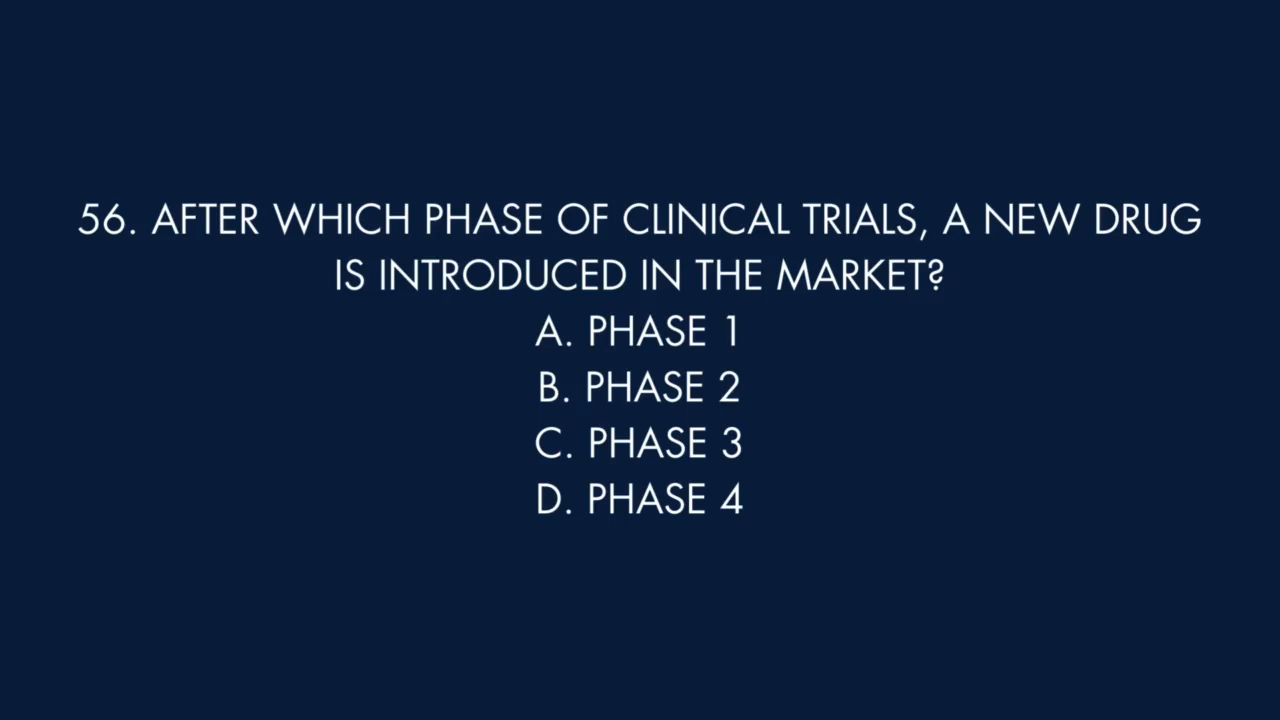 56. AFTER WHICH PHASE OF CLINICAL TRIALS, A NEW DRUG
IS INTRODUCED IN THE MARKET?
A. PHASE 1
B. PHASE 2
C. PHASE 3
D. PHASE 4